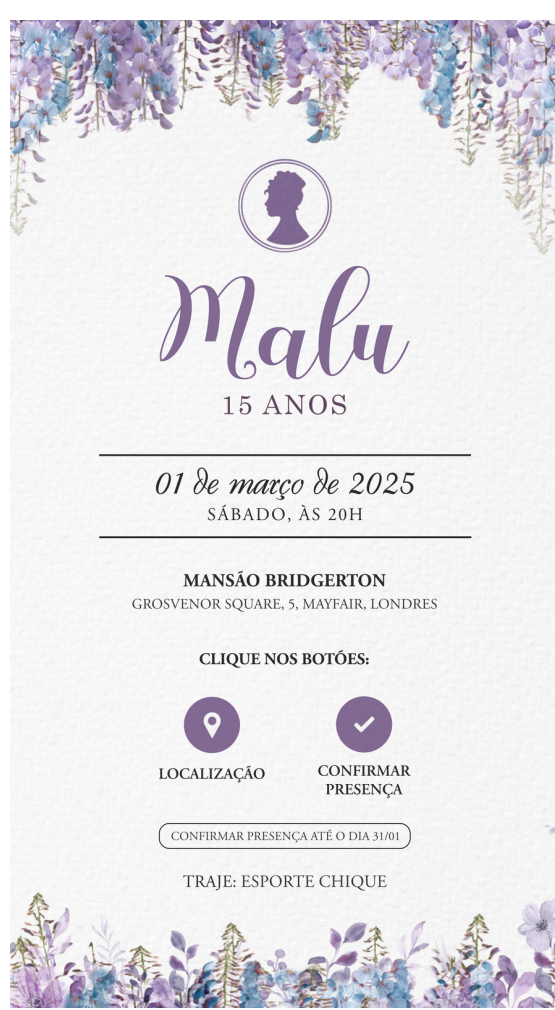 Malu
15 ANOS
01 de março de 2025
SÁBADO, ÀS 20H
MANSÃO BRIDGERTON
GROSVENOR SQUARE, 5, MAYFAIR, LONDRES
CLIQUE NOS BOTÕES:
LOCALIZAÇÃO
CONFIRMAR
PRESENÇA
CONFIRMAR PRESENÇA ATÉ O DIA 31/01
TRAJE: ESPORTE CHIQUE